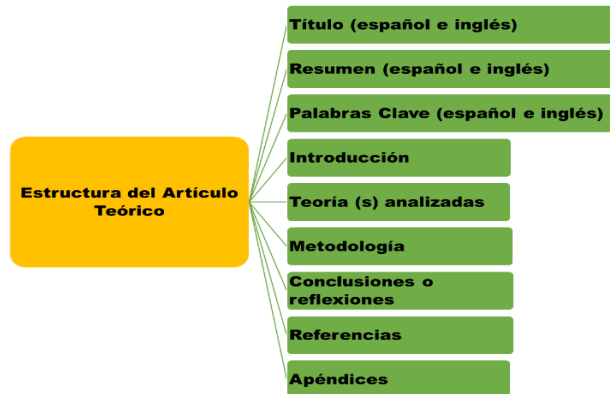 Estructura del Artículo
Teórico
Título (español e inglés)
Resumen (español e inglés)
Palabras Clave (español e inglés)
Introducción
Teoría (s) analizadas
Metodología
Conclusiones o
reflexiones
Referencias
Apéndices